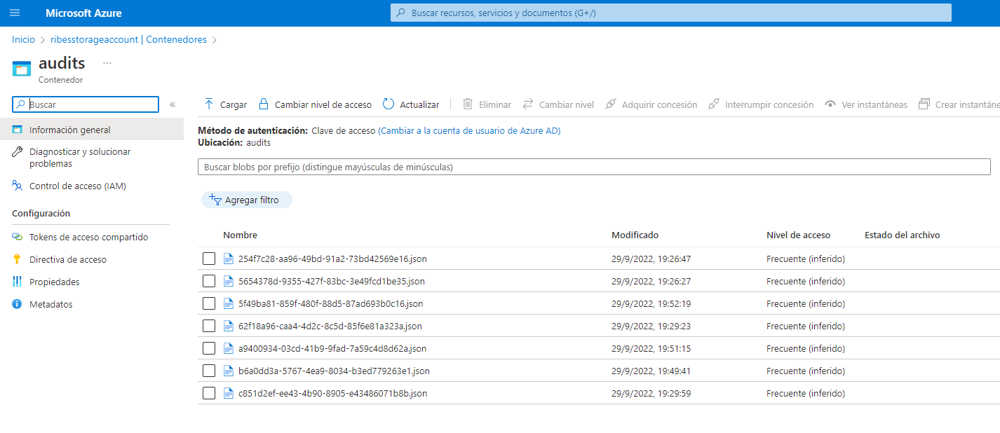 Microsoft Azure
Buscar recursos, servicios y documentos (G+/)
Inicio > ribesstorageaccount | Contenedores >
audits ...
Contenedor
Buscar «
Información general
Diagnosticar y solucionar
problemas
Control de acceso (IAM)
Configuración
Tokens de acceso compartido
Directiva de acceso
Propiedades
Metadatos
Cargar Cambiar nivel de acceso Actualizar Eliminar Cambiar nivel Adquirir concesión Interrumpir concesión Ver instantáneas Crear instantáne
Método de autenticación: Clave de acceso (Cambiar a la cuenta de usuario de Azure AD)
Ubicación: audits
Buscar blobs por prefijo (distingue mayúsculas de minúsculas)
Agregar filtro
Nombre Modificado Nivel de acceso Estado del archivo
254f7c28-aa96-49bd-91a2-73bd42569e16.json 29/9/2022, 19:26:47 Frecuente (inferido)
5654378d-9355-427f-83bc-3e49fcd1be35.json 29/9/2022, 19:26:27 Frecuente (inferido)
5f49ba81-859f-480f-88d5-87ad693b0c16.json 29/9/2022, 19:52:19 Frecuente (inferido)
62f18a96-caa4-4d2c-8c5d-85f6e81a323a.json 29/9/2022, 19:29:23 Frecuente (inferido)
a9400934-03cd-41b9-9fad-7a59c4d8d62a.json 29/9/2022, 19:51:15 Frecuente (inferido)
b6a0dd3a-5767-4ea9-8034-b3ed779263e1.json 29/9/2022, 19:49:41 Frecuente (inferido)
c851d2ef-ee43-4b90-8905-e43486071b8b.json 29/9/2022, 19:29:59 Frecuente (inferido)